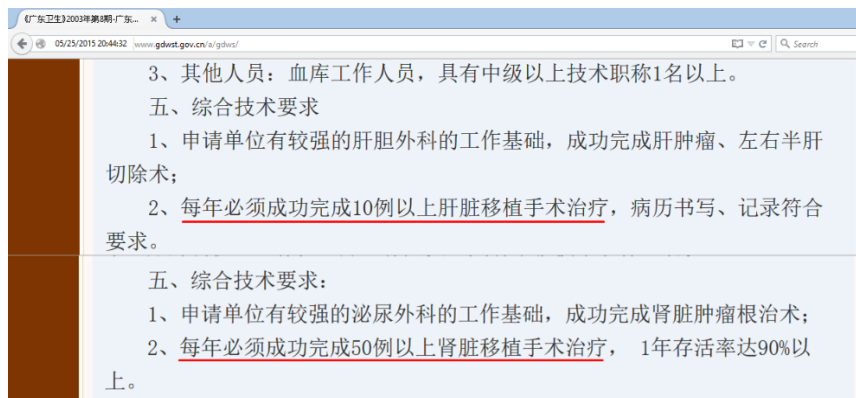 《广东卫生》2003年第8期-广东... × +
05/25/2015 20:44:32 www.gdwst.gov.cn/a/gdws/ Search
3、其他人员：血库工作人员，具有中级以上技术职称1名以上。
五、综合技术要求
1、申请单位有较强的肝胆外科的工作基础，成功完成肝肿瘤、左右半肝
切除术；
2、每年必须成功完成10例以上肝脏移植手术治疗，病历书写、记录符合
要求。
五、综合技术要求：
1、申请单位有较强的泌尿外科的工作基础，成功完成肾脏肿瘤根治术；
2、每年必须成功完成50例以上肾脏移植手术治疗， 1年存活率达90%以
上。